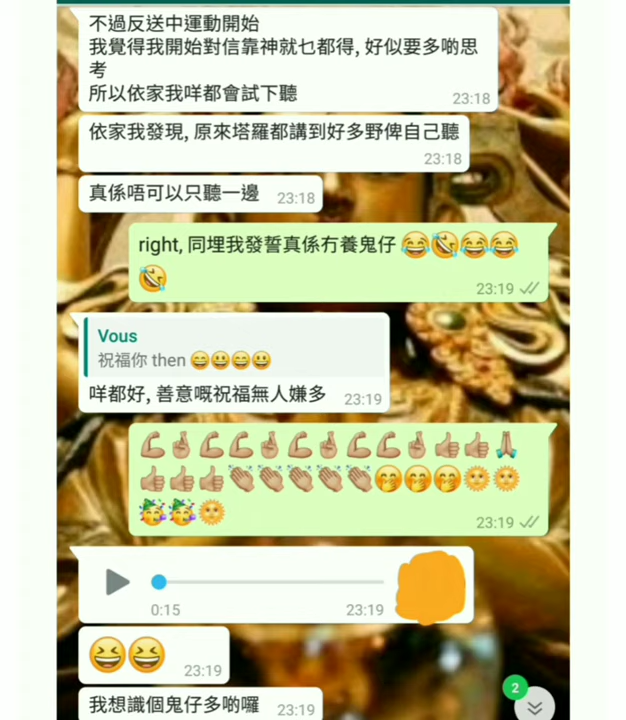 不過反送中運動開始
我覺得我開始對信靠神就乜都得, 好似要多啲思
考
所以依家我咩都會試下聽
23:18
依家我發現, 原來塔羅都講到好多野俾自己聽
23:18
真係唔可以只聽一邊 23:18
right, 同埋我發誓真係冇養鬼仔 😂🤣😂😂
🤣 23:19
Vous
祝福你 then 😄😃😄😃
咩都好, 善意嘅祝福無人嫌多 23:19
💪🏼🤞🏼💪🏼💪🏼🤞🏼💪🏼🤞🏼💪🏼💪🏼🤞🏼👍🏼👍🏼🙏🏼
👍🏼👍🏼👍🏼👏🏼👏🏼👏🏼👏🏼👏🏼🤭🤭🤭🌞🌞
🥳🥳🌞 23:19
0:15 23:19
😆😆 23:19
我想識個鬼仔多啲囉 23:19
2